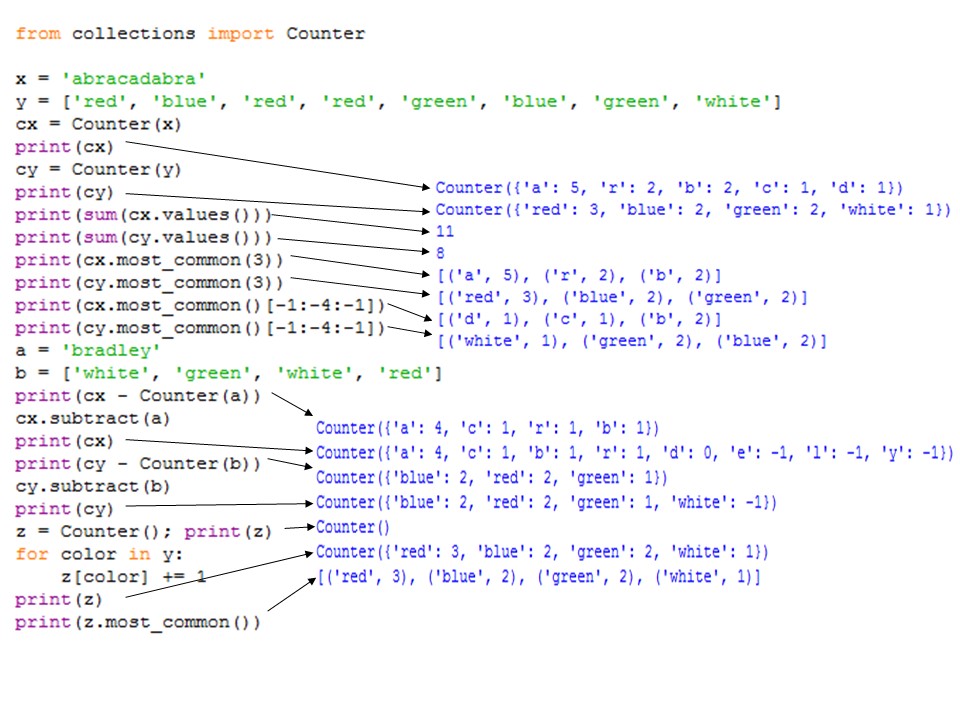 from collections import Counter
x = 'abracadabra'
y = ['red', 'blue', 'red', 'red', 'green', 'blue', 'green', 'white']
cx = Counter(x)
print(cx)
cy = Counter(y)
print(cy)
print(sum(cx.values()))
print(sum(cy.values()))
print(cx.most_common(3))
print(cy.most_common(3))
print(cx.most_common()[-1:-4:-1])
print(cy.most_common()[-1:-4:-1])
a = 'bradley'
b = ['white', 'green', 'white', 'red']
print(cx - Counter(a))
cx.subtract(a)
print(cx)
print(cy - Counter(b))
cy.subtract(b)
print(cy)
z = Counter(); print(z)
for color in y:
    z[color] += 1
print(z)
print(z.most_common())
Counter({'a': 5, 'r': 2, 'b': 2, 'c': 1, 'd': 1})
Counter({'red': 3, 'blue': 2, 'green': 2, 'white': 1})
11
8
[('a', 5), ('r', 2), ('b', 2)]
[('red', 3), ('blue', 2), ('green', 2)]
[('d', 1), ('c', 1), ('b', 2)]
[('white', 1), ('green', 2), ('blue', 2)]
Counter({'a': 4, 'c': 1, 'r': 1, 'b': 1})
Counter({'a': 4, 'c': 1, 'b': 1, 'r': 1, 'd': 0, 'e': -1, 'l': -1, 'y': -1})
Counter({'blue': 2, 'red': 2, 'green': 1})
Counter({'blue': 2, 'red': 2, 'green': 1, 'white': -1})
Counter()
Counter({'red': 3, 'blue': 2, 'green': 2, 'white': 1})
[('red', 3), ('blue', 2), ('green', 2), ('white', 1)]